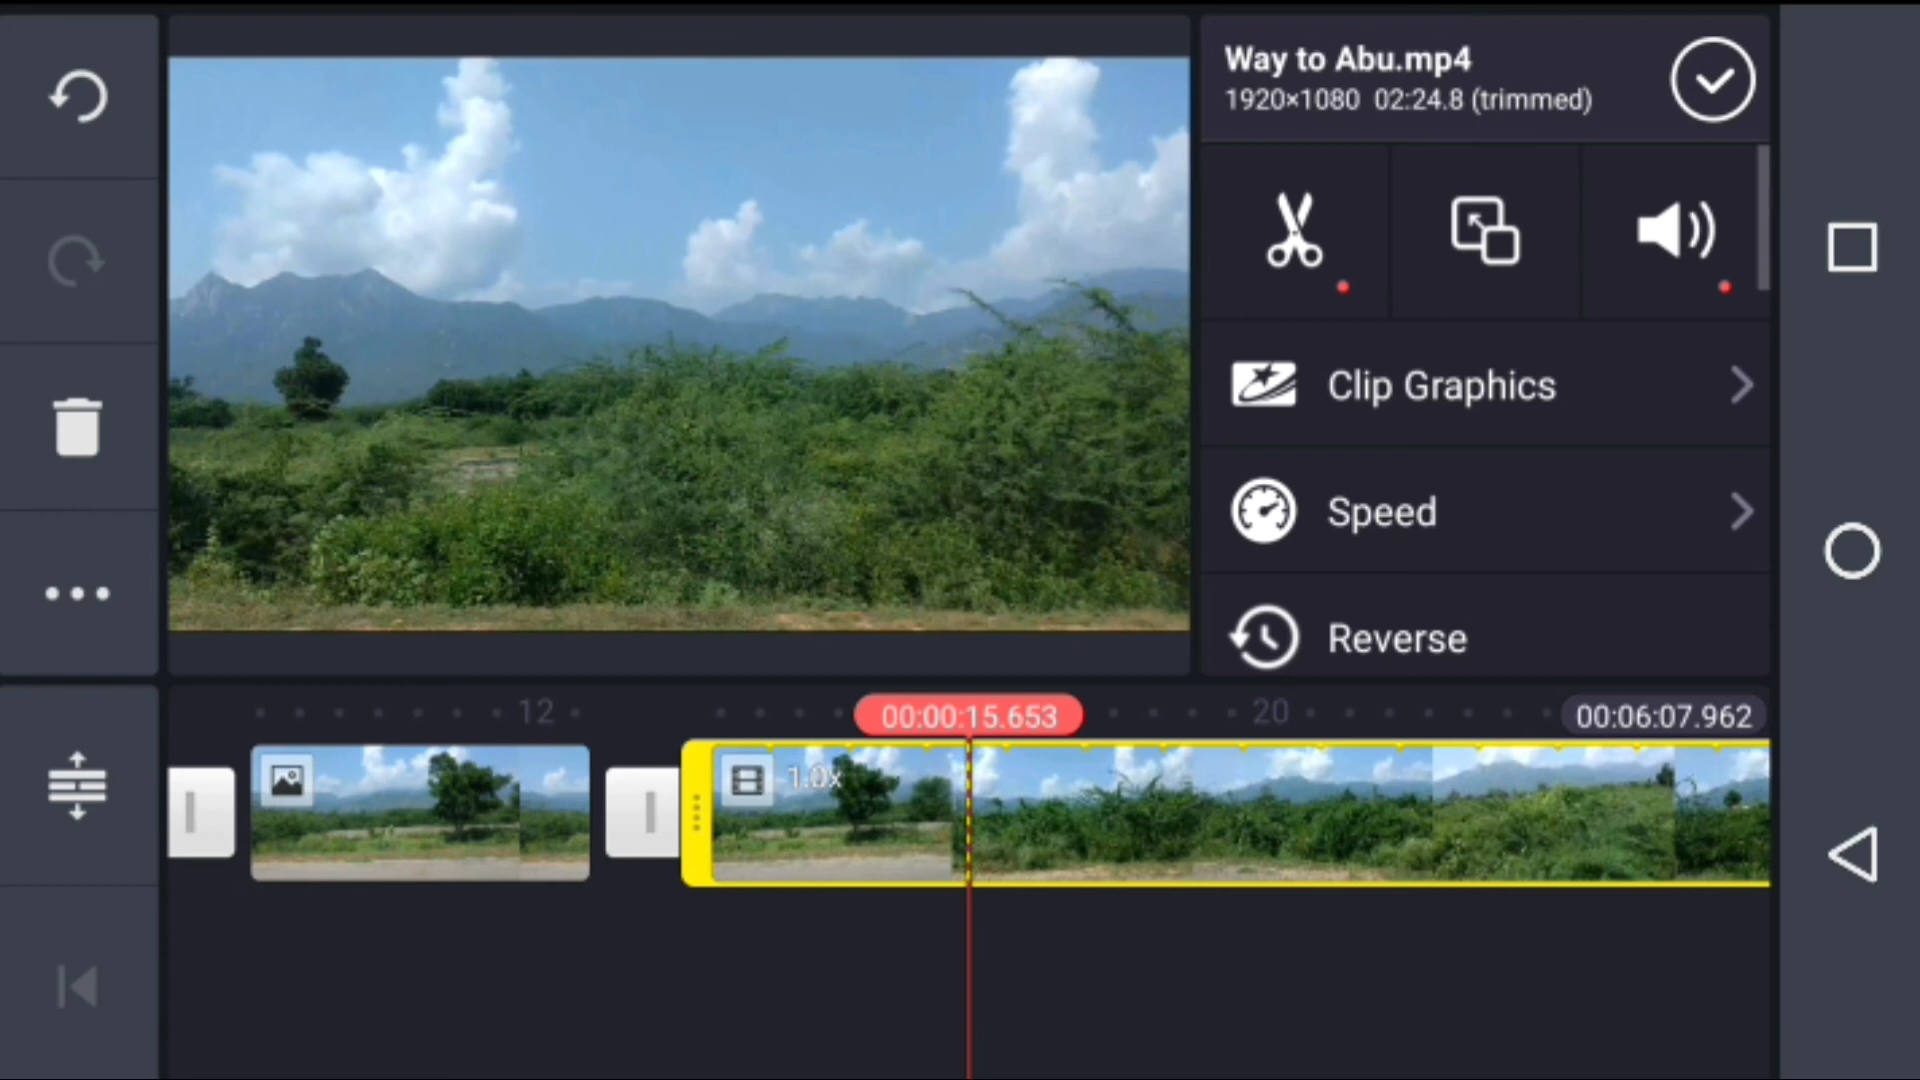 Way to Abu.mp4
1920×1080 02:24.8 (trimmed)
Clip Graphics
Speed
Reverse
12
00:00:15.653
20
00:06:07.962
1.0x